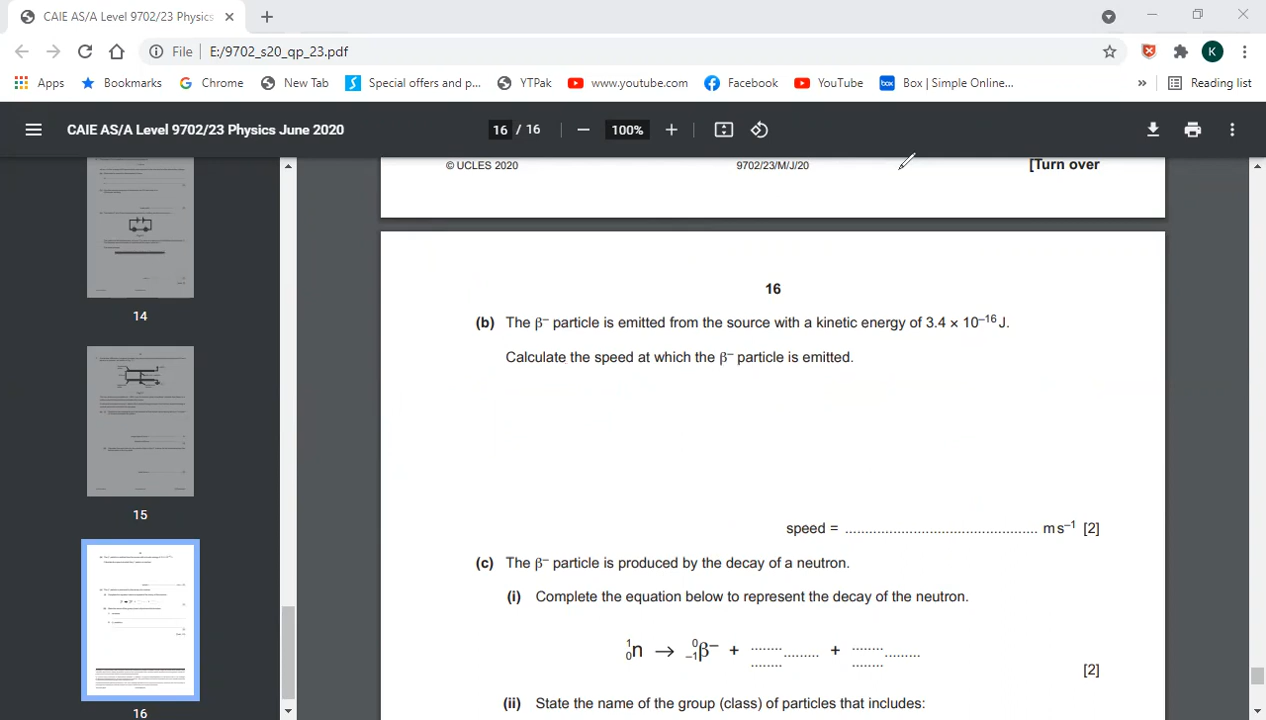 CAIE AS/A Level 9702/23 Physics
File E:/9702_s20_qp_23.pdf
K
Apps Bookmarks Chrome New Tab Special offers and p... YTPak www.youtube.com Facebook YouTube box Box | Simple Online... » Reading list
CAIE AS/A Level 9702/23 Physics June 2020 16 / 16 100%
© UCLES 2020 9702/23/M/J/20 [Turn over
14
15
16
16
(b) The β⁻ particle is emitted from the source with a kinetic energy of 3.4 × 10⁻¹⁶ J.
Calculate the speed at which the β⁻ particle is emitted.
speed = ................................................ m s⁻¹ [2]
(c) The β⁻ particle is produced by the decay of a neutron.
(i) Complete the equation below to represent the decay of the neutron.
¹₀n → ⁰₋₁β⁻ + ........ ......... + ........ .........
[2]
(ii) State the name of the group (class) of particles that includes: